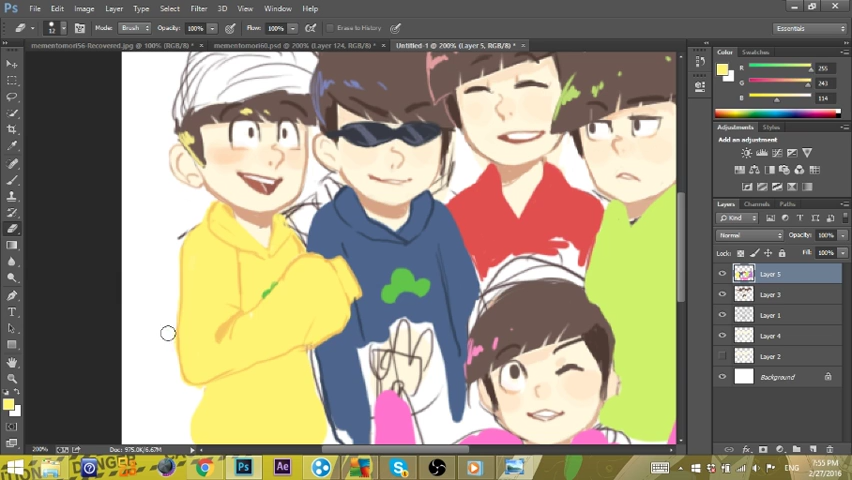 Ps File Edit Image Layer Type Select Filter 3D View Window Help
12 Mode: Brush Opacity: 100% Flow: 100% Erase to History Essentials
mementomori56-Recovered.jpg @ 100% (RGB/8) * × mementomori60.psd @ 200% (Layer 124, RGB/8) * × Untitled-1 @ 200% (Layer 5, RGB/8) * ×
Color Swatches
R 255
G 243
B 114
Adjustments Styles
Add an adjustment
Layers Channels Paths
Kind
Normal Opacity: 100%
Lock: Fill: 100%
Layer 5
Layer 3
Layer 1
Layer 4
Layer 2
Background
200% Doc: 975.0K/6.67M
DANGER Ps Ae S ENG 7:55 PM
2/27/2016